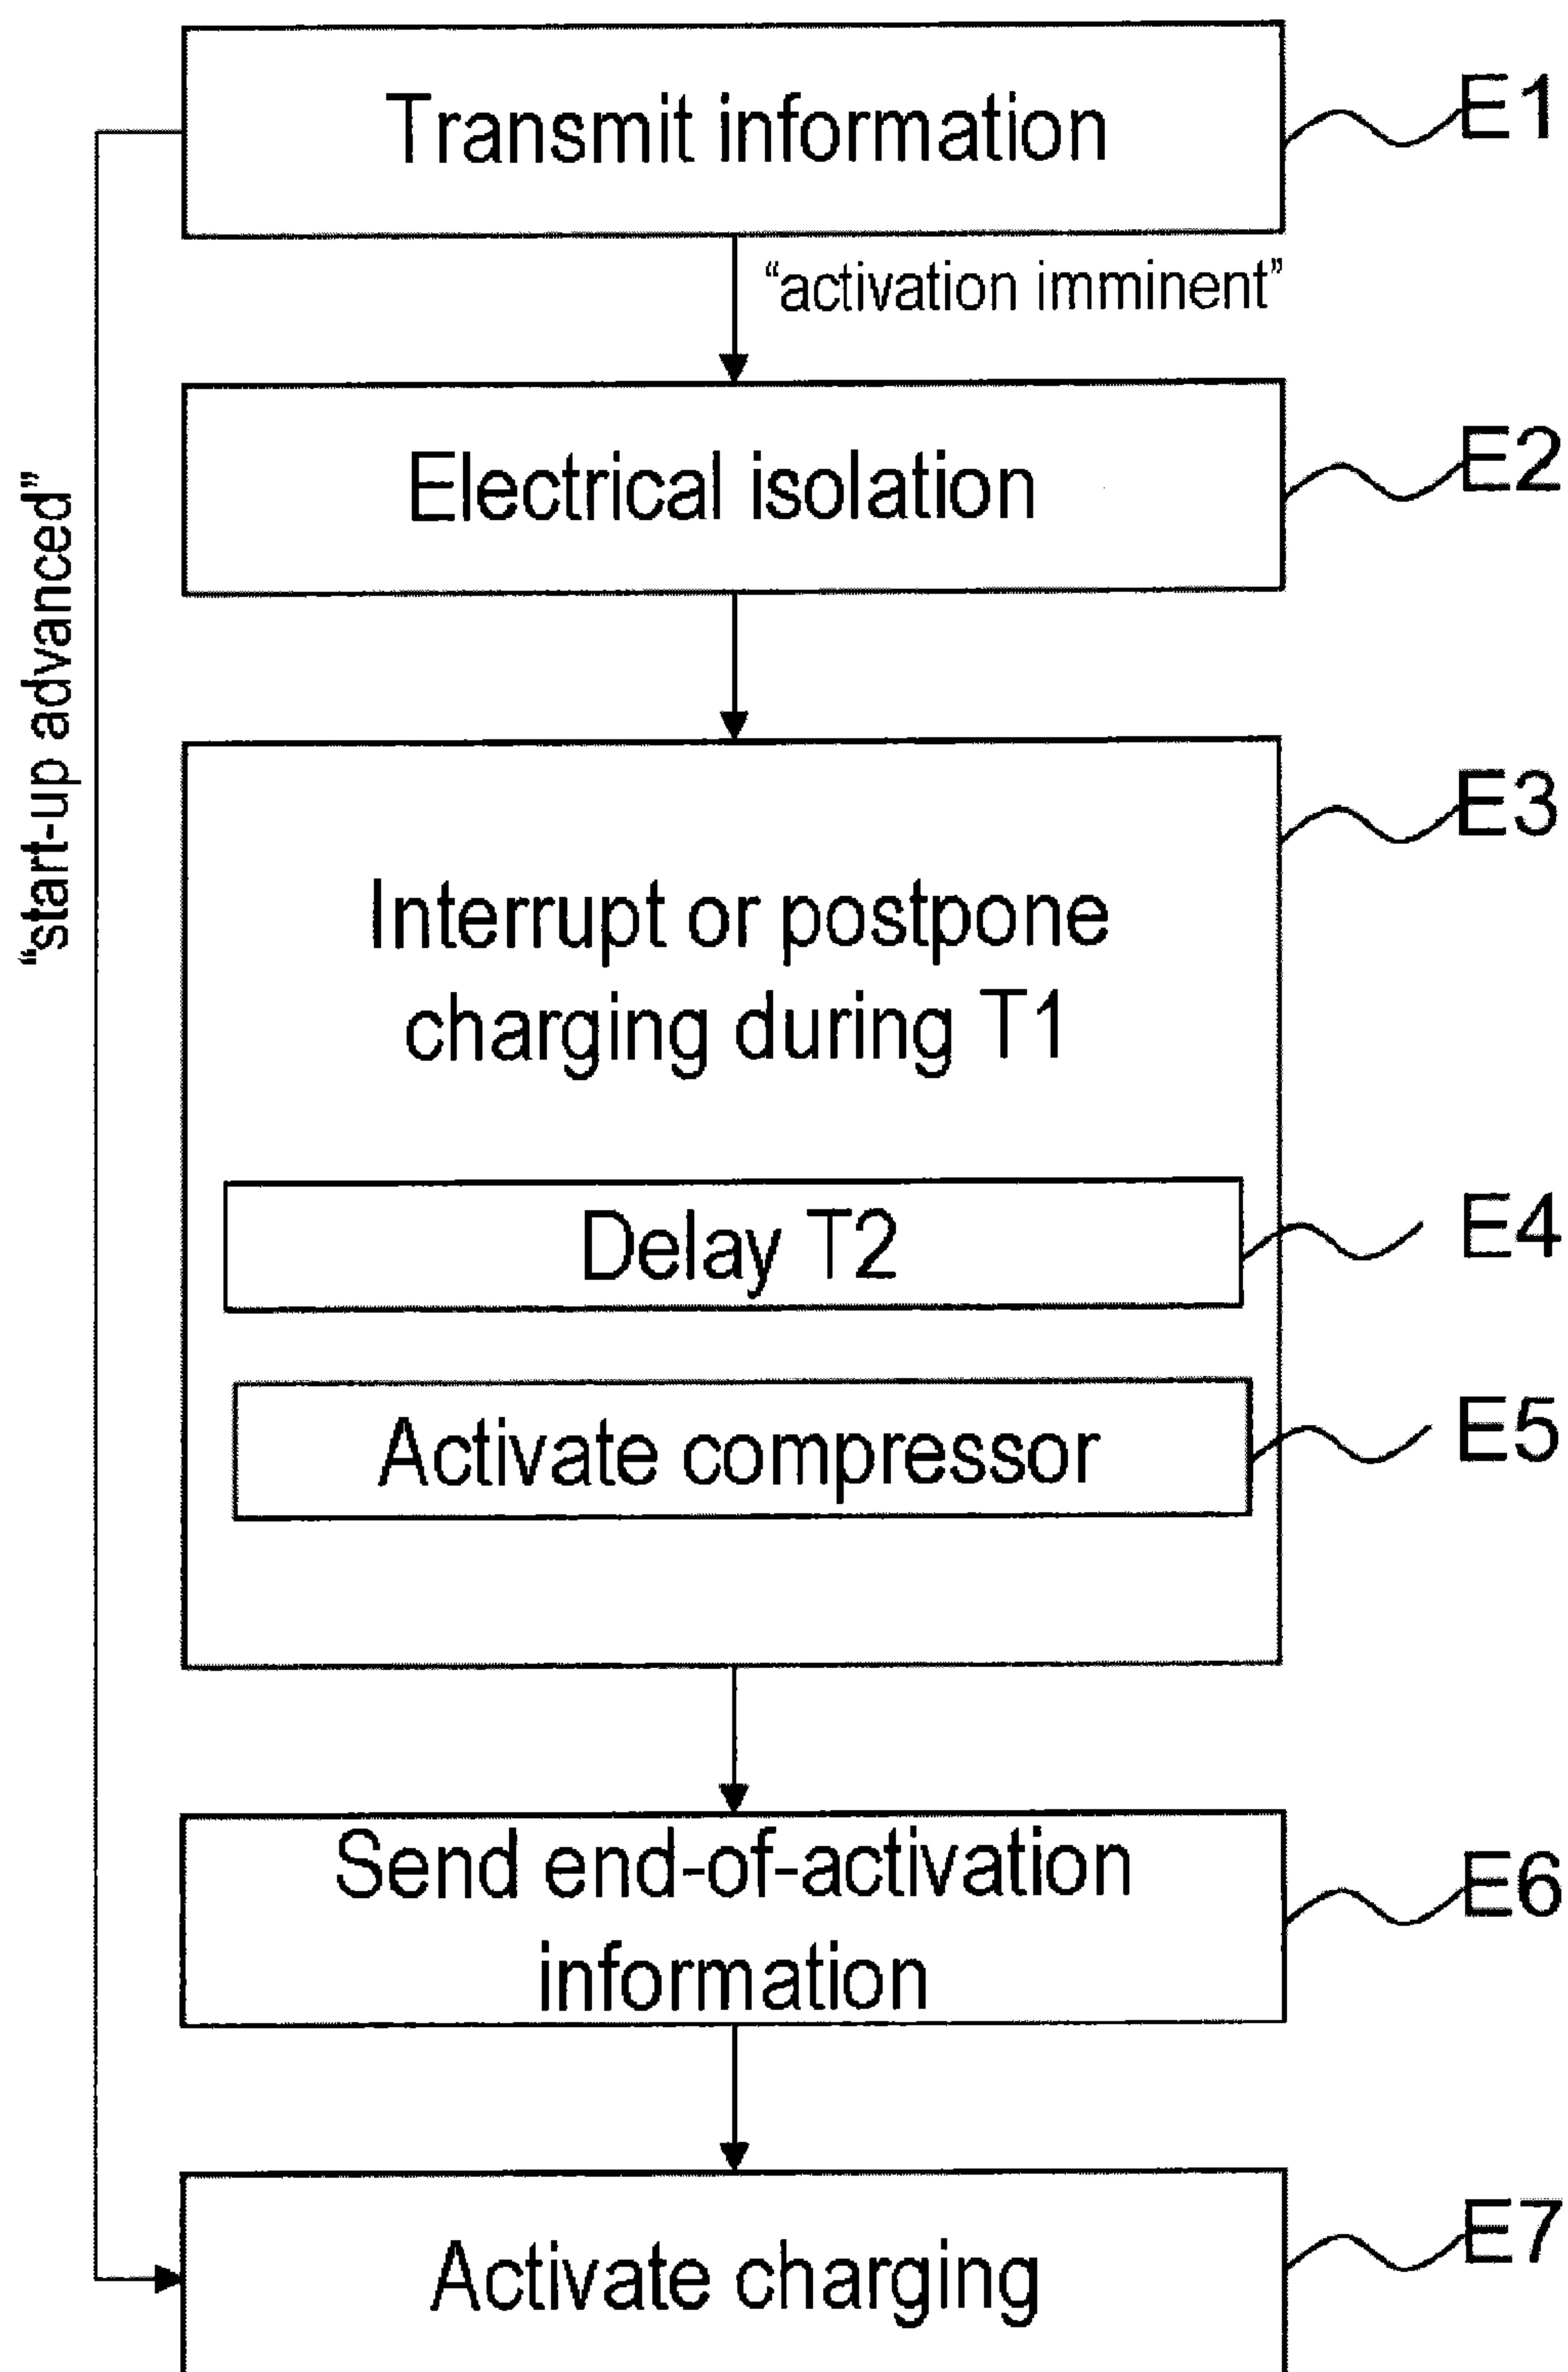 Transmit information
E1
“activation imminent”
Electrical isolation
E2
“start-up advanced”
Interrupt or postpone
charging during T1
E3
Delay T2
E4
Activate compressor
E5
Send end-of-activation
information
E6
Activate charging
E7